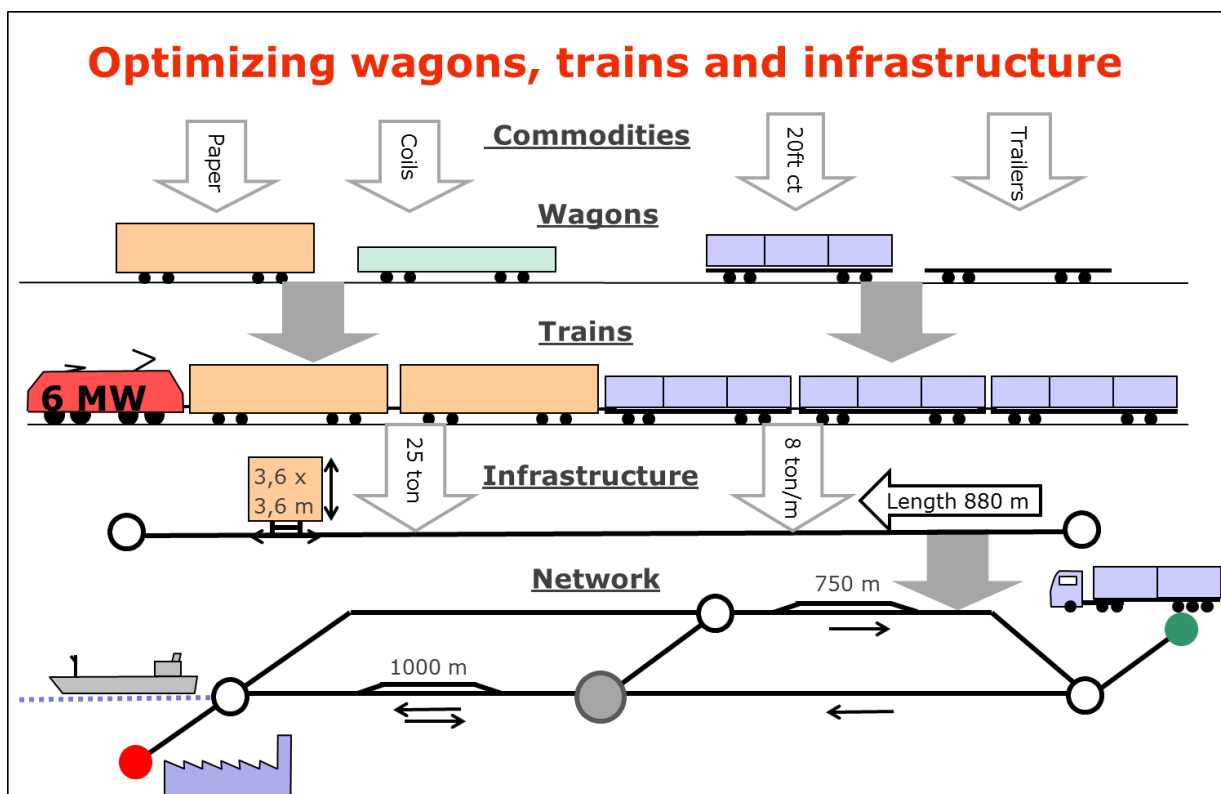 Optimizing wagons, trains and infrastructure
Commodities
Paper
Coils
20ft ct
Trailers
Wagons
Trains
6 MW
25 ton
8 ton/m
Infrastructure
3,6 x
3,6 m
Length 880 m
Network
750 m
1000 m